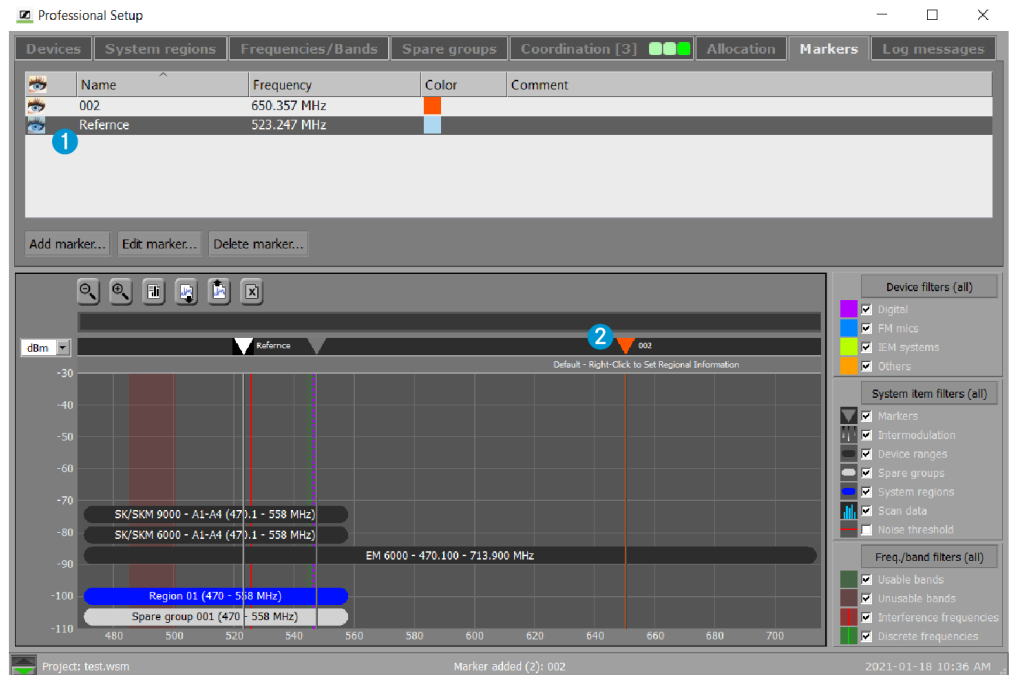 Professional Setup
Devices System regions Frequencies/Bands Spare groups Coordination [3] Allocation Markers Log messages
Name Frequency Color Comment
002 650.357 MHz
Refernce 523.247 MHz
1
Add marker... Edit marker... Delete marker...
Device filters (all)
Digital
FM mics
IEM systems
Others
dBm Refernce 2 002
Default - Right-Click to Set Regional Information
System item filters (all)
Markers
Intermodulation
Device ranges
Spare groups
System regions
Scan data
Noise threshold
Freq./band filters (all)
Usable bands
Unusable bands
Interference frequencies
Discrete frequencies
-30
-40
-50
-60
-70
SK/SKM 9000 - A1-A4 (470.1 - 558 MHz)
-80 SK/SKM 6000 - A1-A4 (470.1 - 558 MHz)
EM 6000 - 470.100 - 713.900 MHz
-90
-100 Region 01 (470 - 558 MHz)
Spare group 001 (470 - 558 MHz)
-110
480 500 520 540 560 580 600 620 640 660 680 700
Project: test.wsm Marker added (2): 002 2021-01-18 10:36 AM